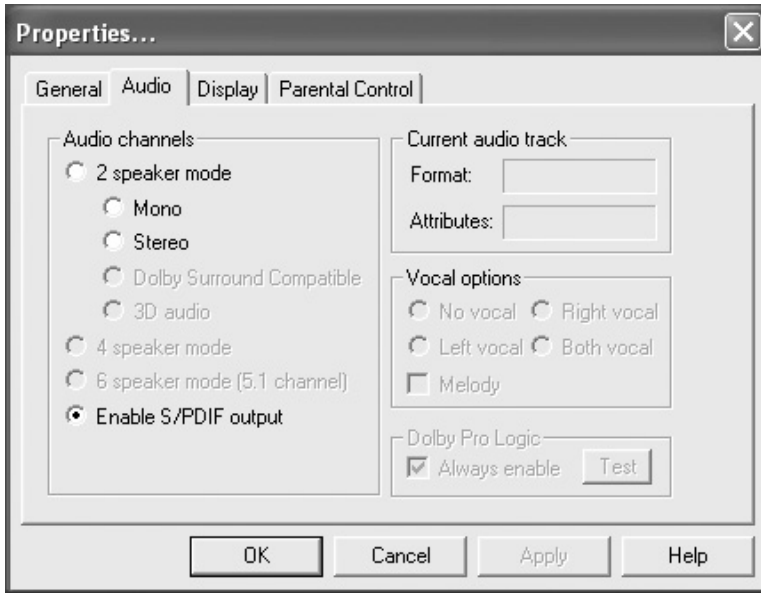 Properties...
General Audio Display Parental Control
Audio channels
2 speaker mode
Mono
Stereo
Dolby Surround Compatible
3D audio
4 speaker mode
6 speaker mode (5.1 channel)
Enable S/PDIF output
Current audio track
Format:
Attributes:
Vocal options
No vocal Right vocal
Left vocal Both vocal
Melody
Dolby Pro Logic
Always enable Test
OK Cancel Apply Help